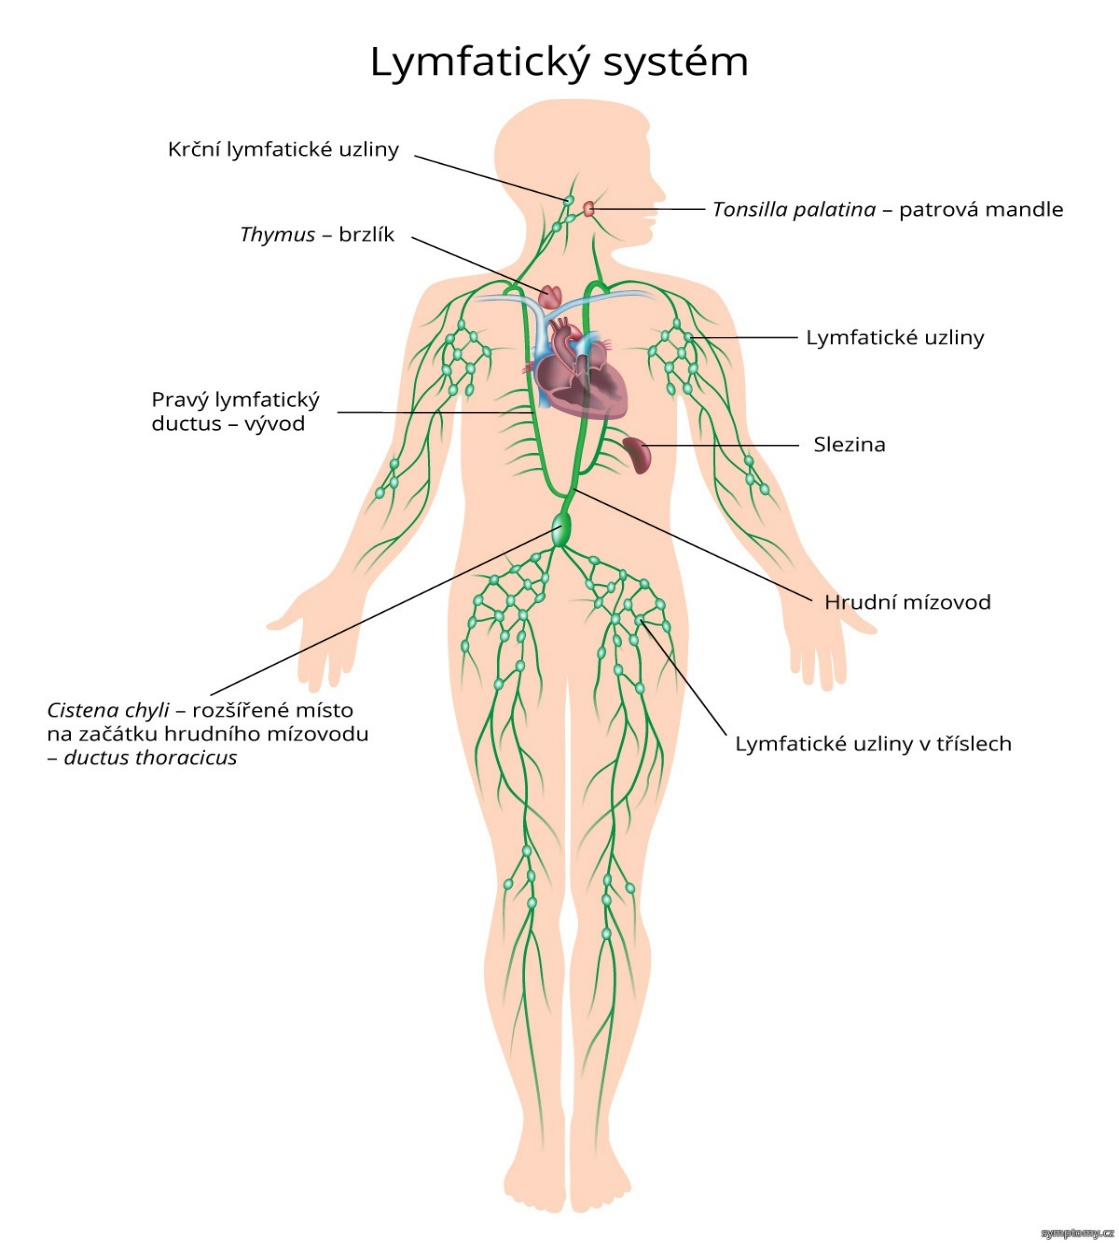 Lymfatický systém
Krční lymfatické uzliny
Tonsilla palatina – patrová mandle
Thymus – brzlík
Lymfatické uzliny
Pravý lymfatický
ductus – vývod
Slezina
Hrudní mízovod
Cistena chyli – rozšířené místo
na začátku hrudního mízovodu
– ductus thoracicus
Lymfatické uzliny v tříslech
symptomy.cz